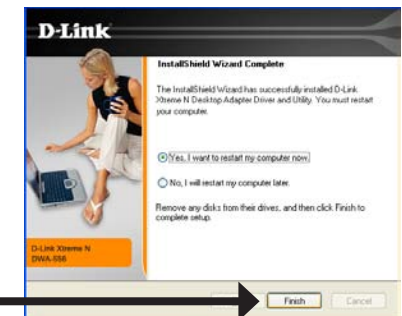 D-Link
InstallShield Wizard Complete
The InstallShield Wizard has successfully installed D-Link
Xtreme N Desktop Adapter Driver and Utility. You must restart
your computer.
Yes, I want to restart my computer now.
No, I will restart my computer later.
Remove any disks from their drives, and then click Finish to
complete setup.
D-Link Xtreme N
DWA-556
Finish
Cancel